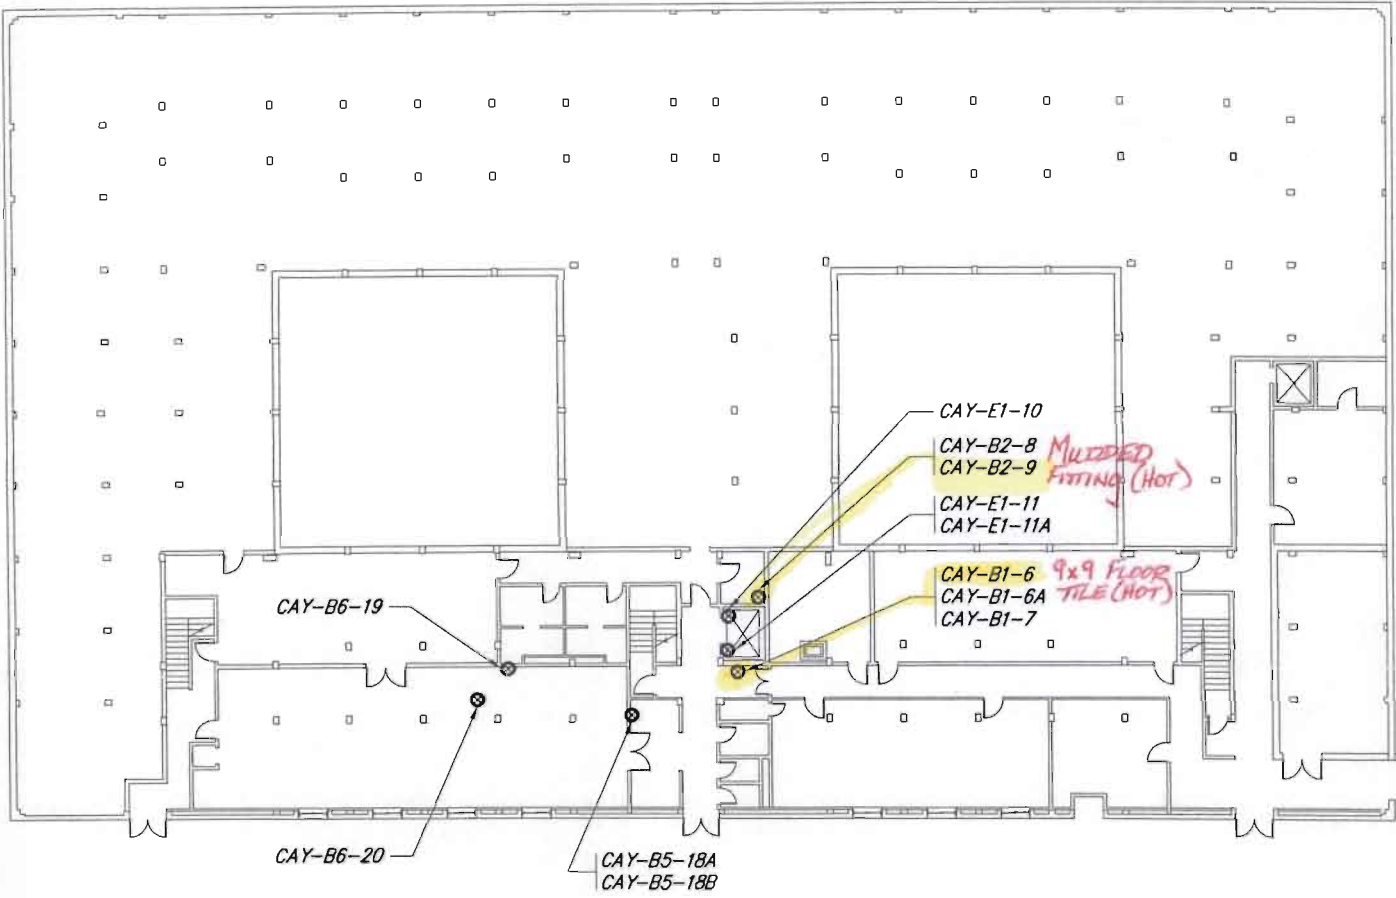 CAY-E1-10
CAY-B2-8 MUDDED
CAY-B2-9 FITTING (HOT)
CAY-E1-11
CAY-E1-11A
CAY-B1-6 9x9 FLOOR
CAY-B1-6A TILE (HOT)
CAY-B1-7
CAY-B6-19
CAY-B6-20
CAY-B5-18A
CAY-B5-18B